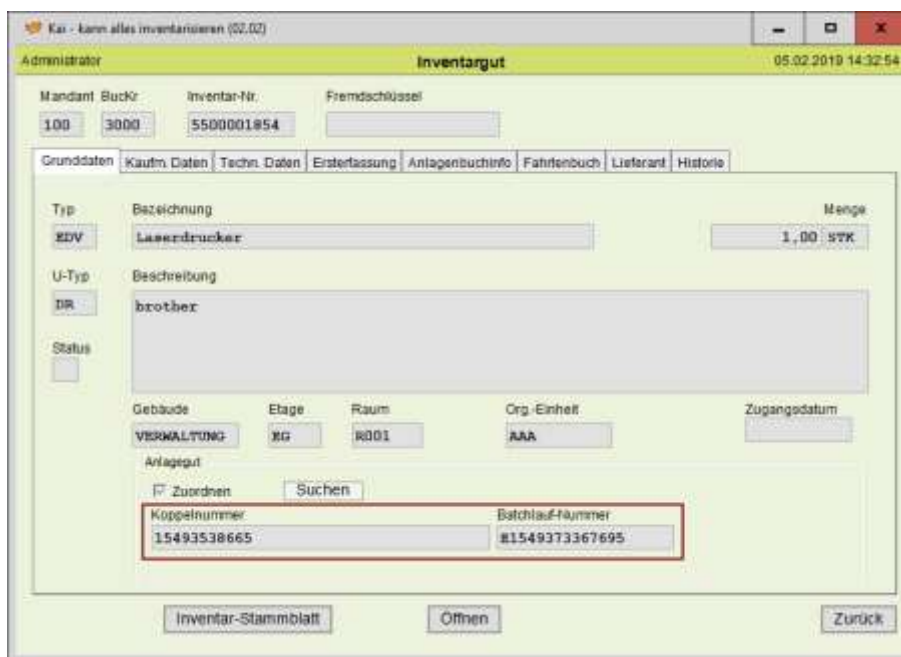 Kai - kann alles inventarisieren (02.02)
Administrator Inventargut 05.02.2019 14:32:54
Mandant BucKr Inventar-Nr. Fremdschlüssel
100 3000 5500001854
Grunddaten Kaufm. Daten Techn. Daten Ersterfassung Anlagenbuchinfo Fahrtenbuch Lieferant Historie
Typ Bezeichnung Menge
EDV Laserdrucker 1,00 STK
U-Typ Beschreibung
DR brother
Status
Gebäude Etage Raum Org.-Einheit Zugangsdatum
VERWALTUNG EG R001 AAA
Anlagegut
Zuordnen Suchen
Koppelnummer Batchlauf-Nummer
15493538665 B1549373367695
Inventar-Stammblatt Öffnen Zurück